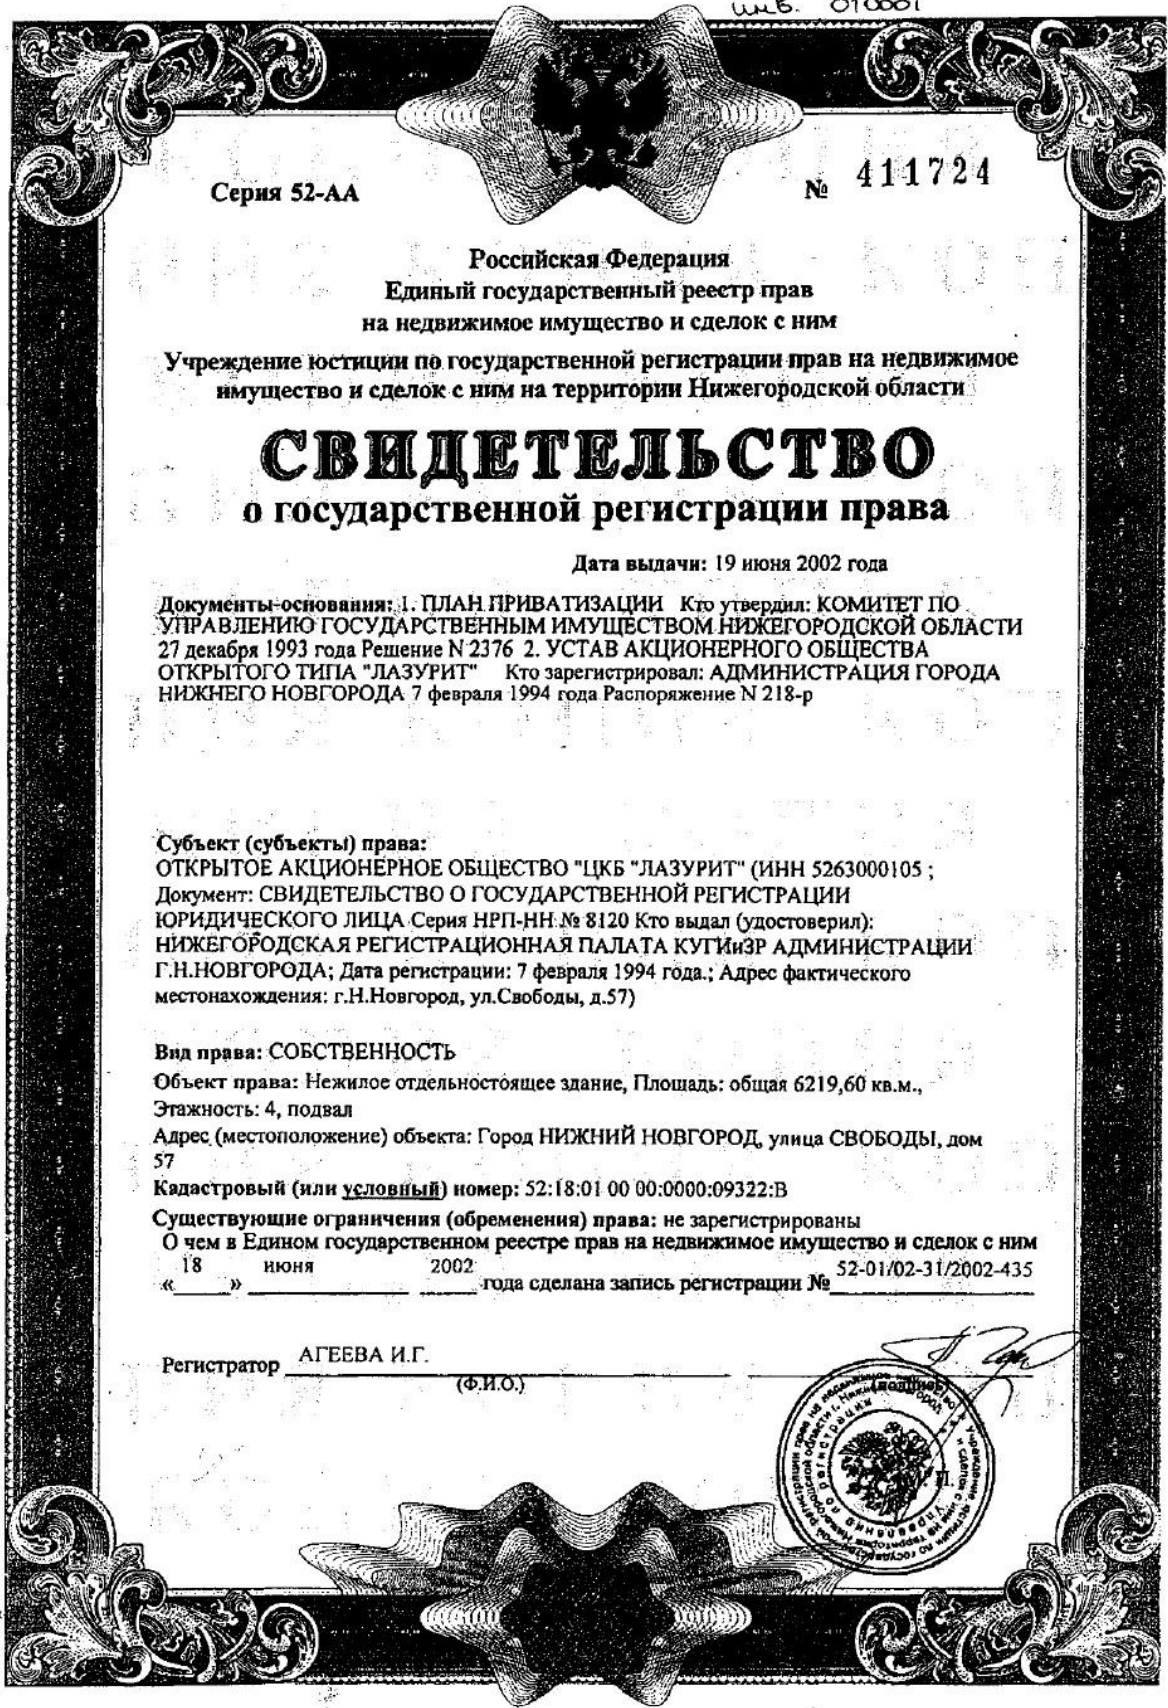 инв. 010001
Серия 52-АА
№ 411724
Российская Федерация
Единый государственный реестр прав
на недвижимое имущество и сделок с ним
Учреждение юстиции по государственной регистрации прав на недвижимое
имущество и сделок с ним на территории Нижегородской области
СВИДЕТЕЛЬСТВО
о государственной регистрации права
Дата выдачи: 19 июня 2002 года
Документы-основания: 1. ПЛАН ПРИВАТИЗАЦИИ Кто утвердил: КОМИТЕТ ПО
УПРАВЛЕНИЮ ГОСУДАРСТВЕННЫМ ИМУЩЕСТВОМ НИЖЕГОРОДСКОЙ ОБЛАСТИ
27 декабря 1993 года Решение N 2376 2. УСТАВ АКЦИОНЕРНОГО ОБЩЕСТВА
ОТКРЫТОГО ТИПА "ЛАЗУРИТ" Кто зарегистрировал: АДМИНИСТРАЦИЯ ГОРОДА
НИЖНЕГО НОВГОРОДА 7 февраля 1994 года Распоряжение N 218-р
Субъект (субъекты) права:
ОТКРЫТОЕ АКЦИОНЕРНОЕ ОБЩЕСТВО "ЦКБ "ЛАЗУРИТ" (ИНН 5263000105 ;
Документ: СВИДЕТЕЛЬСТВО О ГОСУДАРСТВЕННОЙ РЕГИСТРАЦИИ
ЮРИДИЧЕСКОГО ЛИЦА Серия НРП-НН № 8120 Кто выдал (удостоверил):
НИЖЕГОРОДСКАЯ РЕГИСТРАЦИОННАЯ ПАЛАТА КУГИиЗР АДМИНИСТРАЦИИ
Г.Н.НОВГОРОДА; Дата регистрации: 7 февраля 1994 года.; Адрес фактического
местонахождения: г.Н.Новгород, ул.Свободы, д.57)
Вид права: СОБСТВЕННОСТЬ
Объект права: Нежилое отдельностоящее здание, Площадь: общая 6219,60 кв.м.,
Этажность: 4, подвал
Адрес (местоположение) объекта: Город НИЖНИЙ НОВГОРОД, улица СВОБОДЫ, дом
57
Кадастровый (или условный) номер: 52:18:01 00 00:0000:09322:В
Существующие ограничения (обременения) права: не зарегистрированы
О чем в Едином государственном реестре прав на недвижимое имущество и сделок с ним
« 18 » июня 2002 года сделана запись регистрации № 52-01/02-31/2002-435
Регистратор АГЕЕВА И.Г.
(Ф.И.О.)
(подпись)